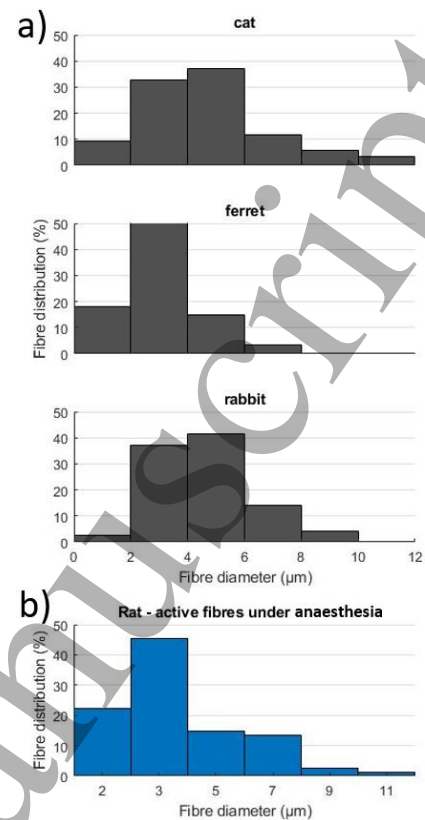 a)
cat
50
40
30
20
10
0
ferret
50
40
30
20
10
0
Fibre distribution (%)
rabbit
50
40
30
20
10
0
0 2 4 6 8 10 12
Fibre diameter (μm)
b)
Rat - active fibres under anaesthesia
50
40
30
20
10
0
Fibre distribution (%)
2 3 5 7 9 11
Fibre diameter (μm)